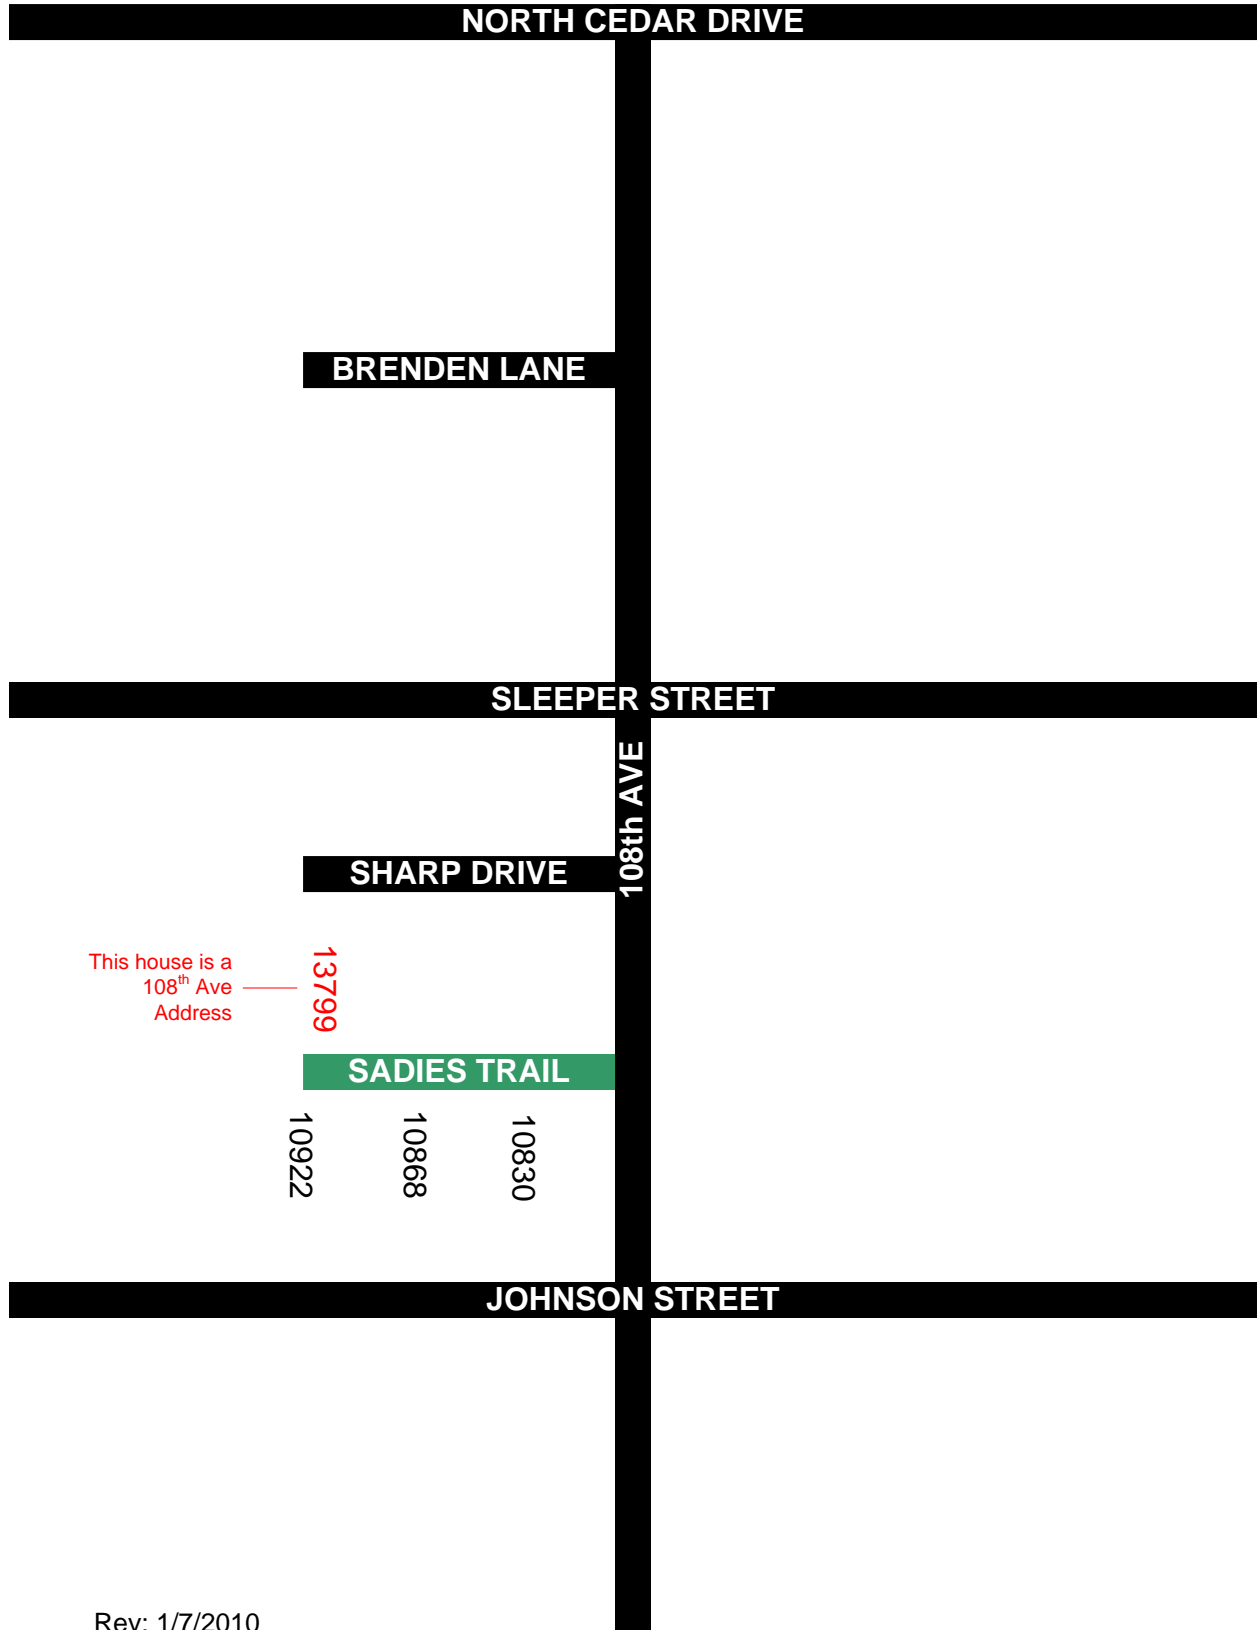 NORTH CEDAR DRIVE
BRENDEN LANE
SLEEPER STREET
108th AVE
SHARP DRIVE
This house is a
108th Ave
Address
13799
SADIES TRAIL
10922
10868
10830
JOHNSON STREET
Rev: 1/7/2010